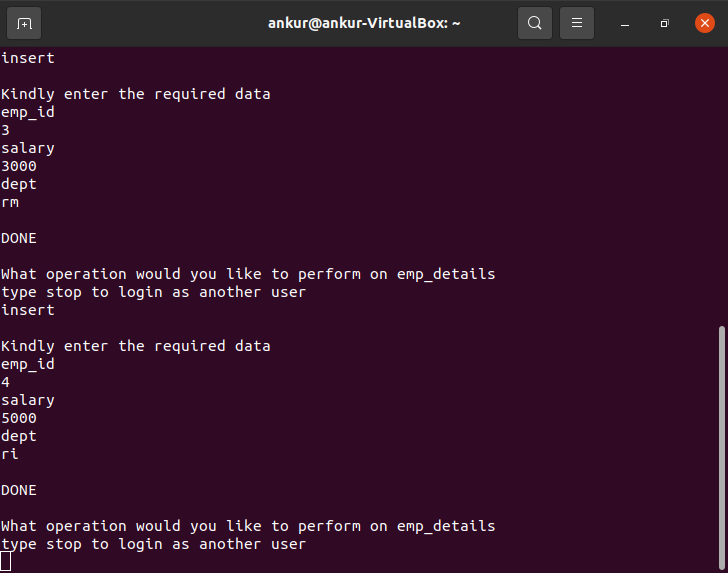 ankur@ankur-VirtualBox: ~
insert
Kindly enter the required data
emp_id
3
salary
3000
dept
rm
DONE
What operation would you like to perform on emp_details
type stop to login as another user
insert
Kindly enter the required data
emp_id
4
salary
5000
dept
ri
DONE
What operation would you like to perform on emp_details
type stop to login as another user